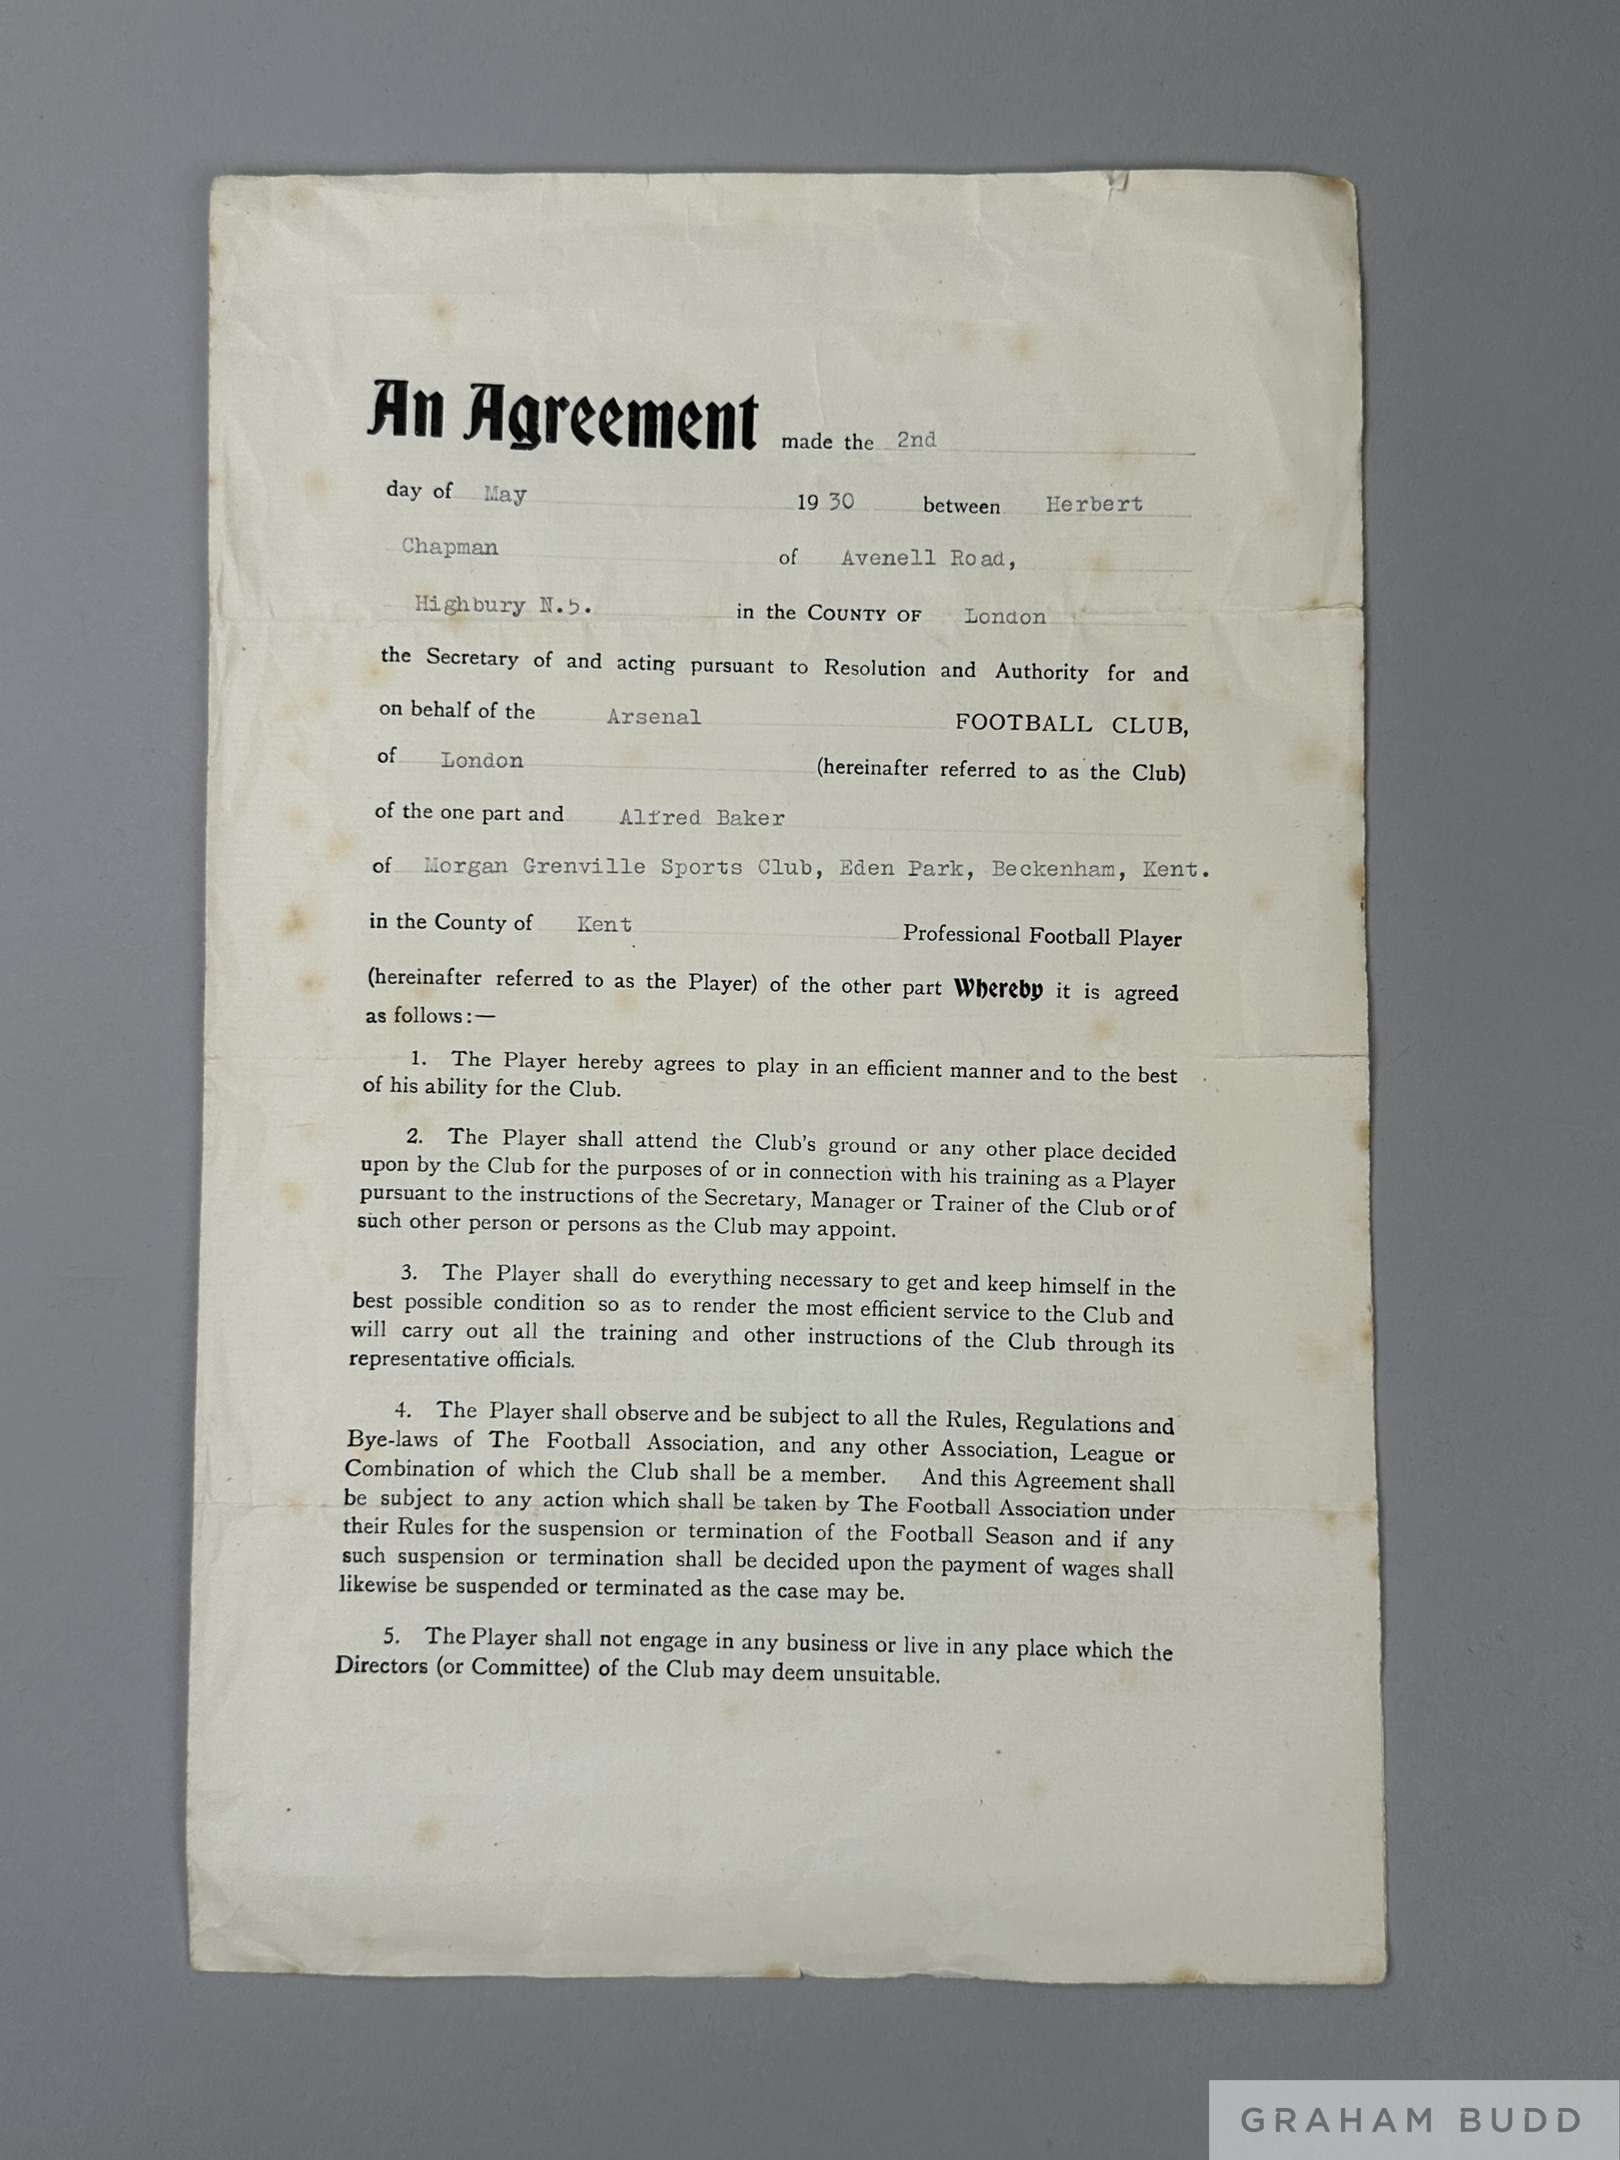 An Agreement made the 2nd
day of May 1930 between Herbert
Chapman of Avenell Road,
Highbury N.5. in the COUNTY OF London
the Secretary of and acting pursuant to Resolution and Authority for and
on behalf of the Arsenal FOOTBALL CLUB,
of London (hereinafter referred to as the Club)
of the one part and Alfred Baker
of Morgan Grenville Sports Club, Eden Park, Beckenham, Kent.
in the County of Kent Professional Football Player
(hereinafter referred to as the Player) of the other part Whereby it is agreed
as follows:—
1. The Player hereby agrees to play in an efficient manner and to the best
of his ability for the Club.
2. The Player shall attend the Club's ground or any other place decided
upon by the Club for the purposes of or in connection with his training as a Player
pursuant to the instructions of the Secretary, Manager or Trainer of the Club or of
such other person or persons as the Club may appoint.
3. The Player shall do everything necessary to get and keep himself in the
best possible condition so as to render the most efficient service to the Club and
will carry out all the training and other instructions of the Club through its
representative officials.
4. The Player shall observe and be subject to all the Rules, Regulations and
Bye-laws of The Football Association, and any other Association, League or
Combination of which the Club shall be a member. And this Agreement shall
be subject to any action which shall be taken by The Football Association under
their Rules for the suspension or termination of the Football Season and if any
such suspension or termination shall be decided upon the payment of wages shall
likewise be suspended or terminated as the case may be.
5. The Player shall not engage in any business or live in any place which the
Directors (or Committee) of the Club may deem unsuitable.
GRAHAM BUDD